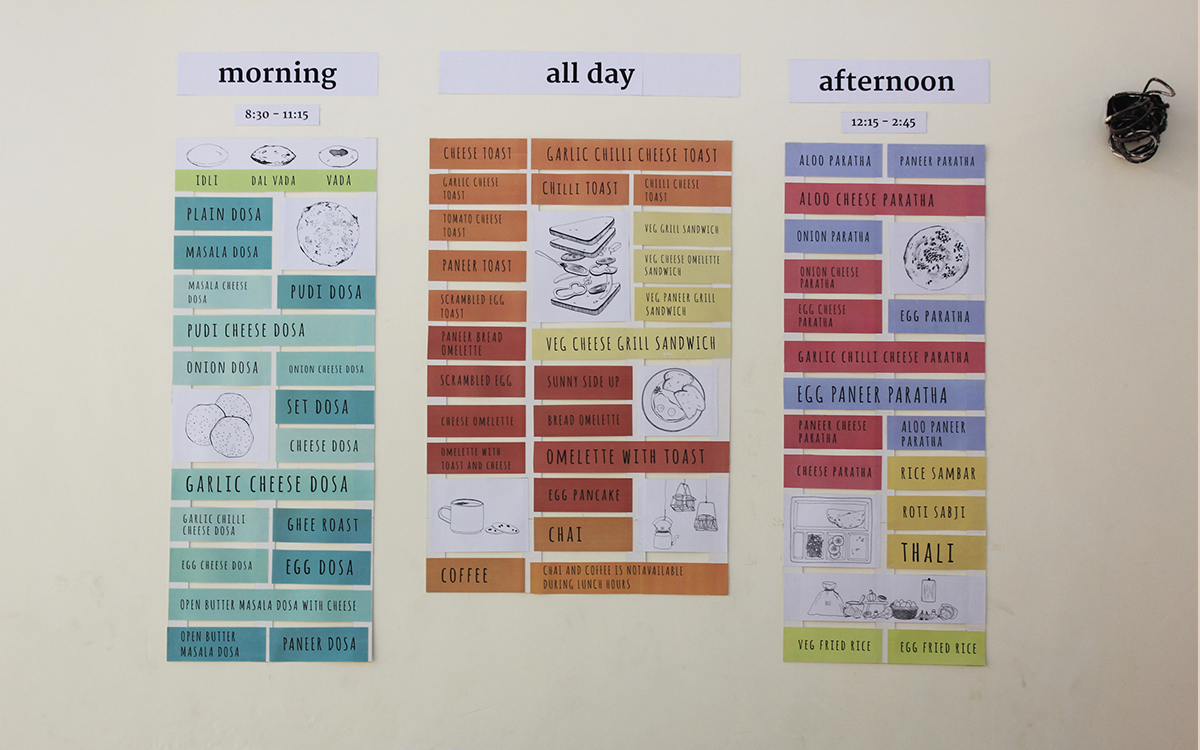 morning
8:30 - 11:15
IDLI DAL VADA VADA
PLAIN DOSA
MASALA DOSA
MASALA CHEESE
DOSA
PUDI DOSA
PUDI CHEESE DOSA
ONION DOSA
ONION CHEESE DOSA
SET DOSA
CHEESE DOSA
GARLIC CHEESE DOSA
GARLIC CHILLI
CHEESE DOSA
GHEE ROAST
EGG CHEESE DOSA
EGG DOSA
OPEN BUTTER MASALA DOSA WITH CHEESE
OPEN BUTTER
MASALA DOSA
PANEER DOSA
all day
CHEESE TOAST
GARLIC CHILLI CHEESE TOAST
GARLIC CHEESE
TOAST
CHILLI TOAST
CHILLI CHEESE
TOAST
TOMATO CHEESE
TOAST
VEG GRILL SANDWICH
PANEER TOAST
VEG CHEESE OMELETTE
SANDWICH
SCRAMBLED EGG
TOAST
VEG PANEER GRILL
SANDWICH
PANEER BREAD
OMELETTE
VEG CHEESE GRILL SANDWICH
SCRAMBLED EGG
SUNNY SIDE UP
CHEESE OMELETTE
BREAD OMELETTE
OMELETTE WITH
TOAST AND CHEESE
OMELETTE WITH TOAST
EGG PANCAKE
CHAI
COFFEE
CHAI AND COFFEE IS NOTAVAILABLE
DURING LUNCH HOURS
afternoon
12:15 - 2:45
ALOO PARATHA
PANEER PARATHA
ALOO CHEESE PARATHA
ONION PARATHA
ONION CHEESE
PARATHA
EGG CHEESE
PARATHA
EGG PARATHA
GARLIC CHILLI CHEESE PARATHA
EGG PANEER PARATHA
PANEER CHEESE
PARATHA
ALOO PANEER
PARATHA
CHEESE PARATHA
RICE SAMBAR
ROTI SABJI
THALI
VEG FRIED RICE
EGG FRIED RICE